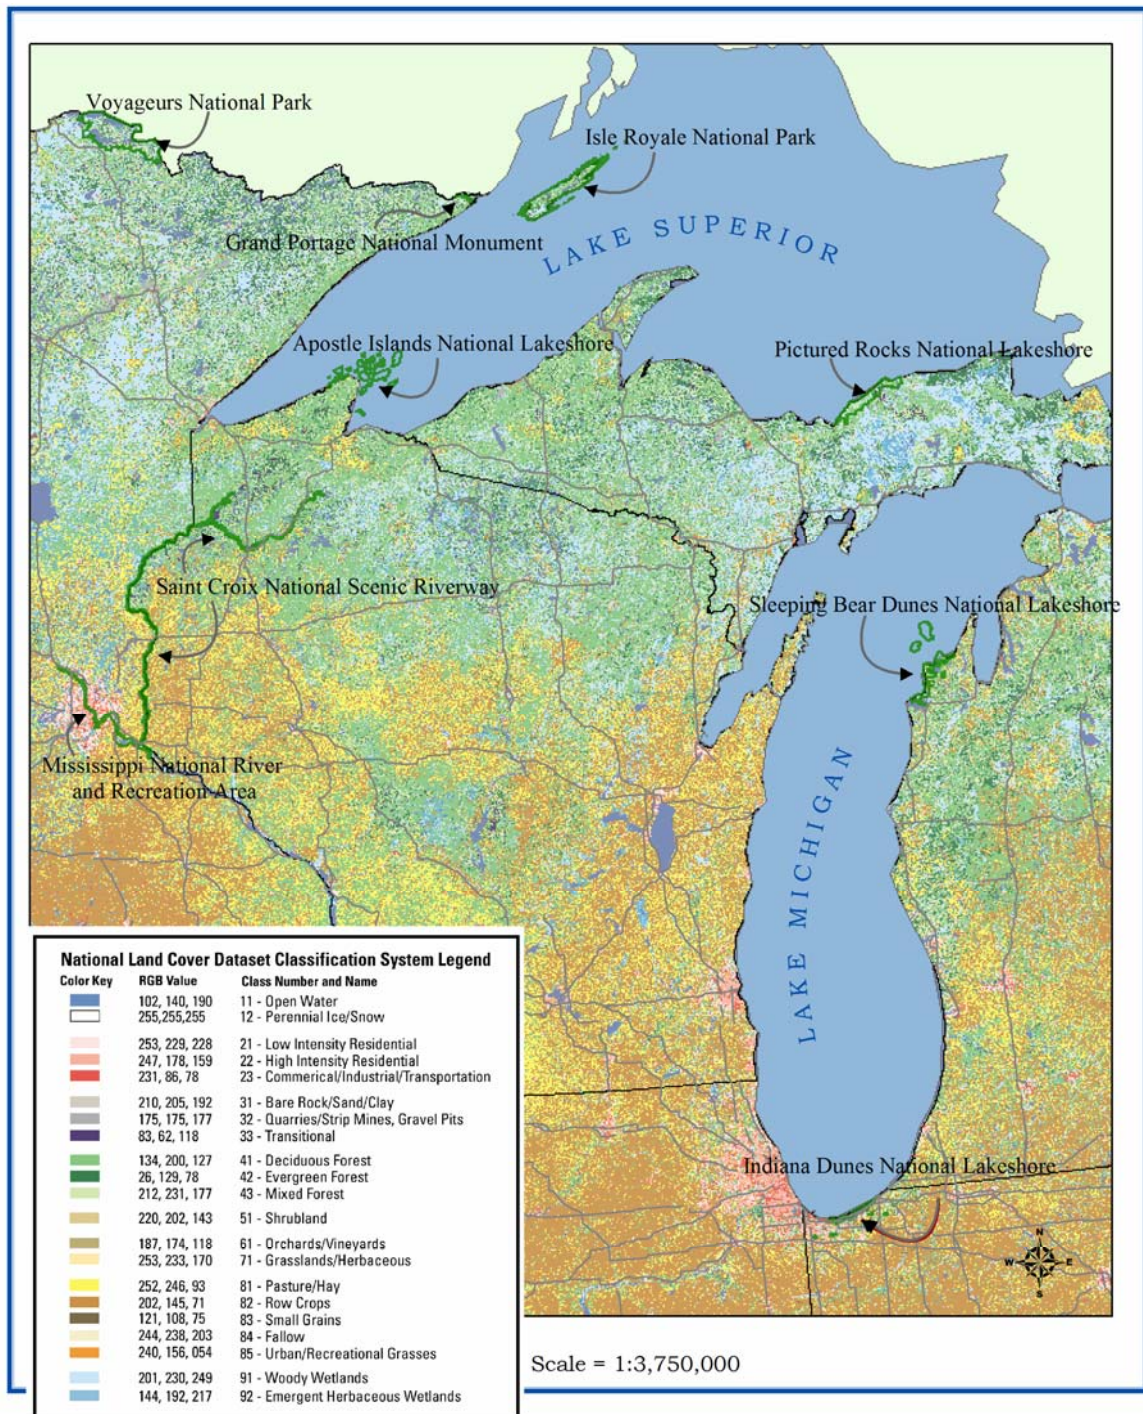 Voyageurs National Park
Isle Royale National Park
Grand Portage National Monument
LAKE SUPERIOR
Apostle Islands National Lakeshore
Pictured Rocks National Lakeshore
Saint Croix National Scenic Riverway
Sleeping Bear Dunes National Lakeshore
Mississippi National River
and Recreation Area
LAKE MICHIGAN
Indiana Dunes National Lakeshore
N
W E
S
National Land Cover Dataset Classification System Legend
Color Key RGB Value Class Number and Name
102, 140, 190 11 - Open Water
255,255,255 12 - Perennial Ice/Snow
253, 229, 228 21 - Low Intensity Residential
247, 178, 159 22 - High Intensity Residential
231, 86, 78 23 - Commerical/Industrial/Transportation
210, 205, 192 31 - Bare Rock/Sand/Clay
175, 175, 177 32 - Quarries/Strip Mines, Gravel Pits
83, 62, 118 33 - Transitional
134, 200, 127 41 - Deciduous Forest
26, 129, 78 42 - Evergreen Forest
212, 231, 177 43 - Mixed Forest
220, 202, 143 51 - Shrubland
187, 174, 118 61 - Orchards/Vineyards
253, 233, 170 71 - Grasslands/Herbaceous
252, 246, 93 81 - Pasture/Hay
202, 145, 71 82 - Row Crops
121, 108, 75 83 - Small Grains
244, 238, 203 84 - Fallow
240, 156, 054 85 - Urban/Recreational Grasses
201, 230, 249 91 - Woody Wetlands
144, 192, 217 92 - Emergent Herbaceous Wetlands
Scale = 1:3,750,000